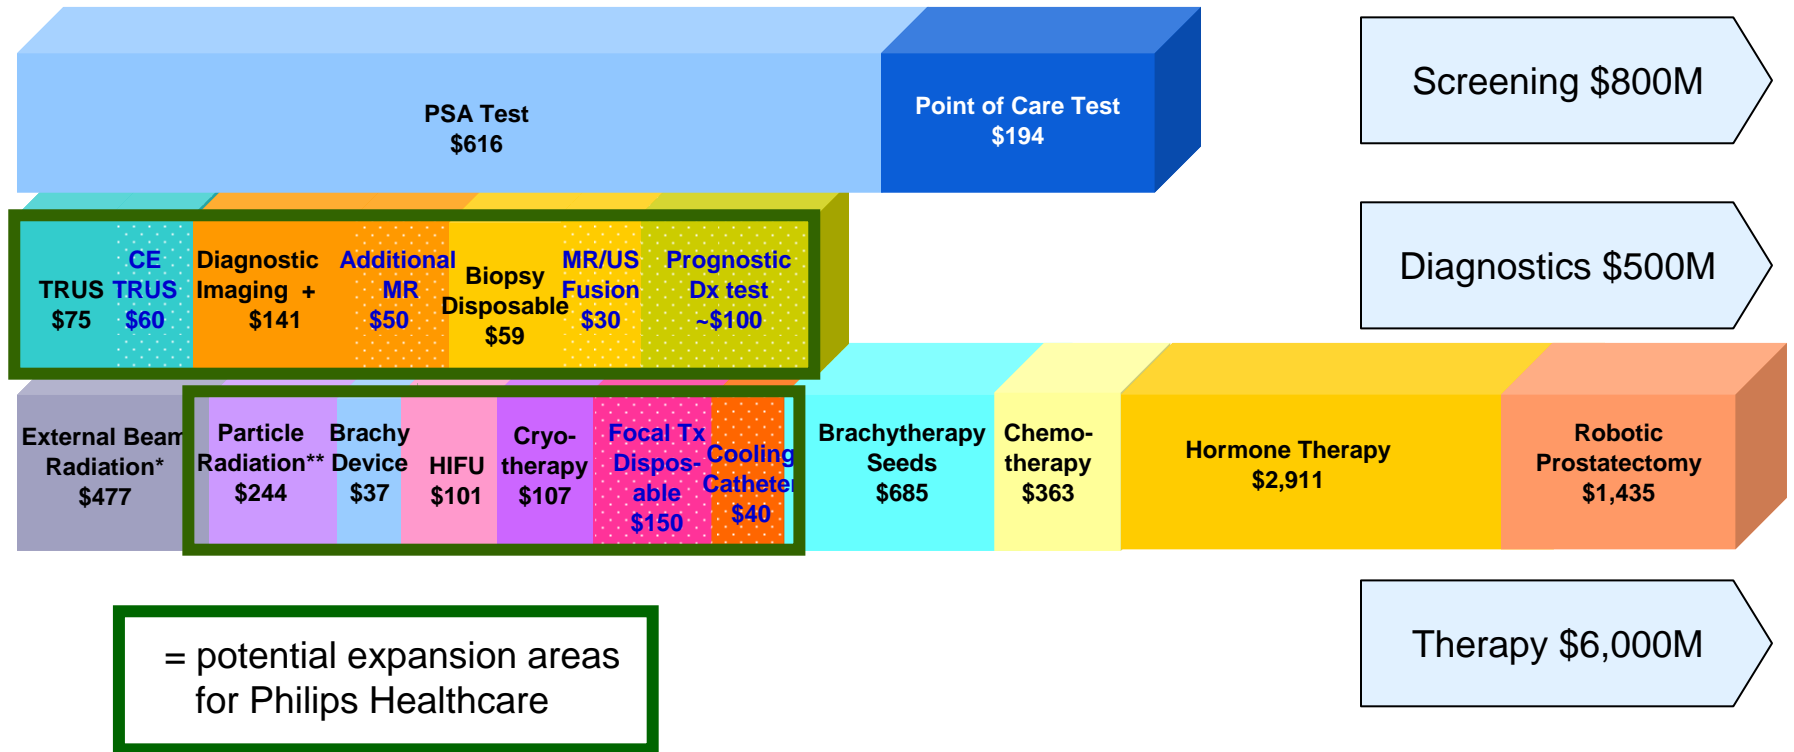 PSA Test
$616
Point of Care Test
$194
Screening $800M
TRUS
$75
CE
TRUS
$60
Diagnostic
Imaging +
$141
Additional
MR
$50
Biopsy
Disposable
$59
MR/US
Fusion
$30
Prognostic
Dx test
~$100
Diagnostics $500M
External Beam
Radiation*
$477
Particle
Radiation**
$244
Brachy
Device
$37
HIFU
$101
Cryo-
therapy
$107
Focal Tx
Dispos-
able
$150
Cooling
Catheter
$40
Brachytherapy
Seeds
$685
Chemo-
therapy
$363
Hormone Therapy
$2,911
Robotic
Prostatectomy
$1,435
Therapy $6,000M
= potential expansion areas
for Philips Healthcare